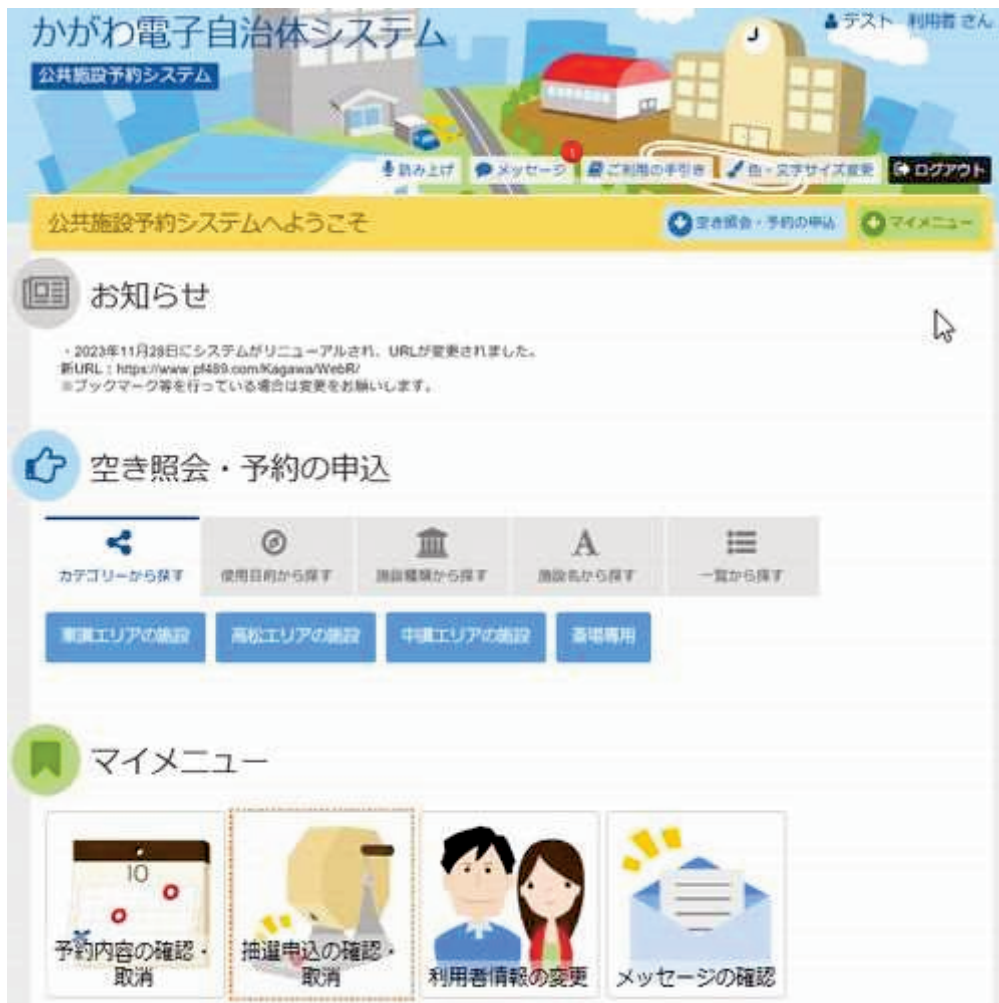 かがわ電子自治体システム
テスト 利用者 さん
公共施設予約システム
読み上げ
メッセージ
1
ご利用の手引き
色・文字サイズ変更
ログアウト
公共施設予約システムへようこそ
空き照会・予約の申込
マイメニュー
お知らせ
・2023年11月28日にシステムがリニューアルされ、URLが変更されました。
新URL:https://www.pf489.com/Kagawa/WebR/
※ブックマーク等を行っている場合は変更をお願いします。
空き照会・予約の申込
カテゴリーから探す
使用目的から探す
施設種類から探す
A
施設名から探す
一覧から探す
東讃エリアの施設
高松エリアの施設
中讃エリアの施設
斎場専用
マイメニュー
10
予約内容の確認・
取消
抽選申込の確認・
取消
利用者情報の変更
メッセージの確認